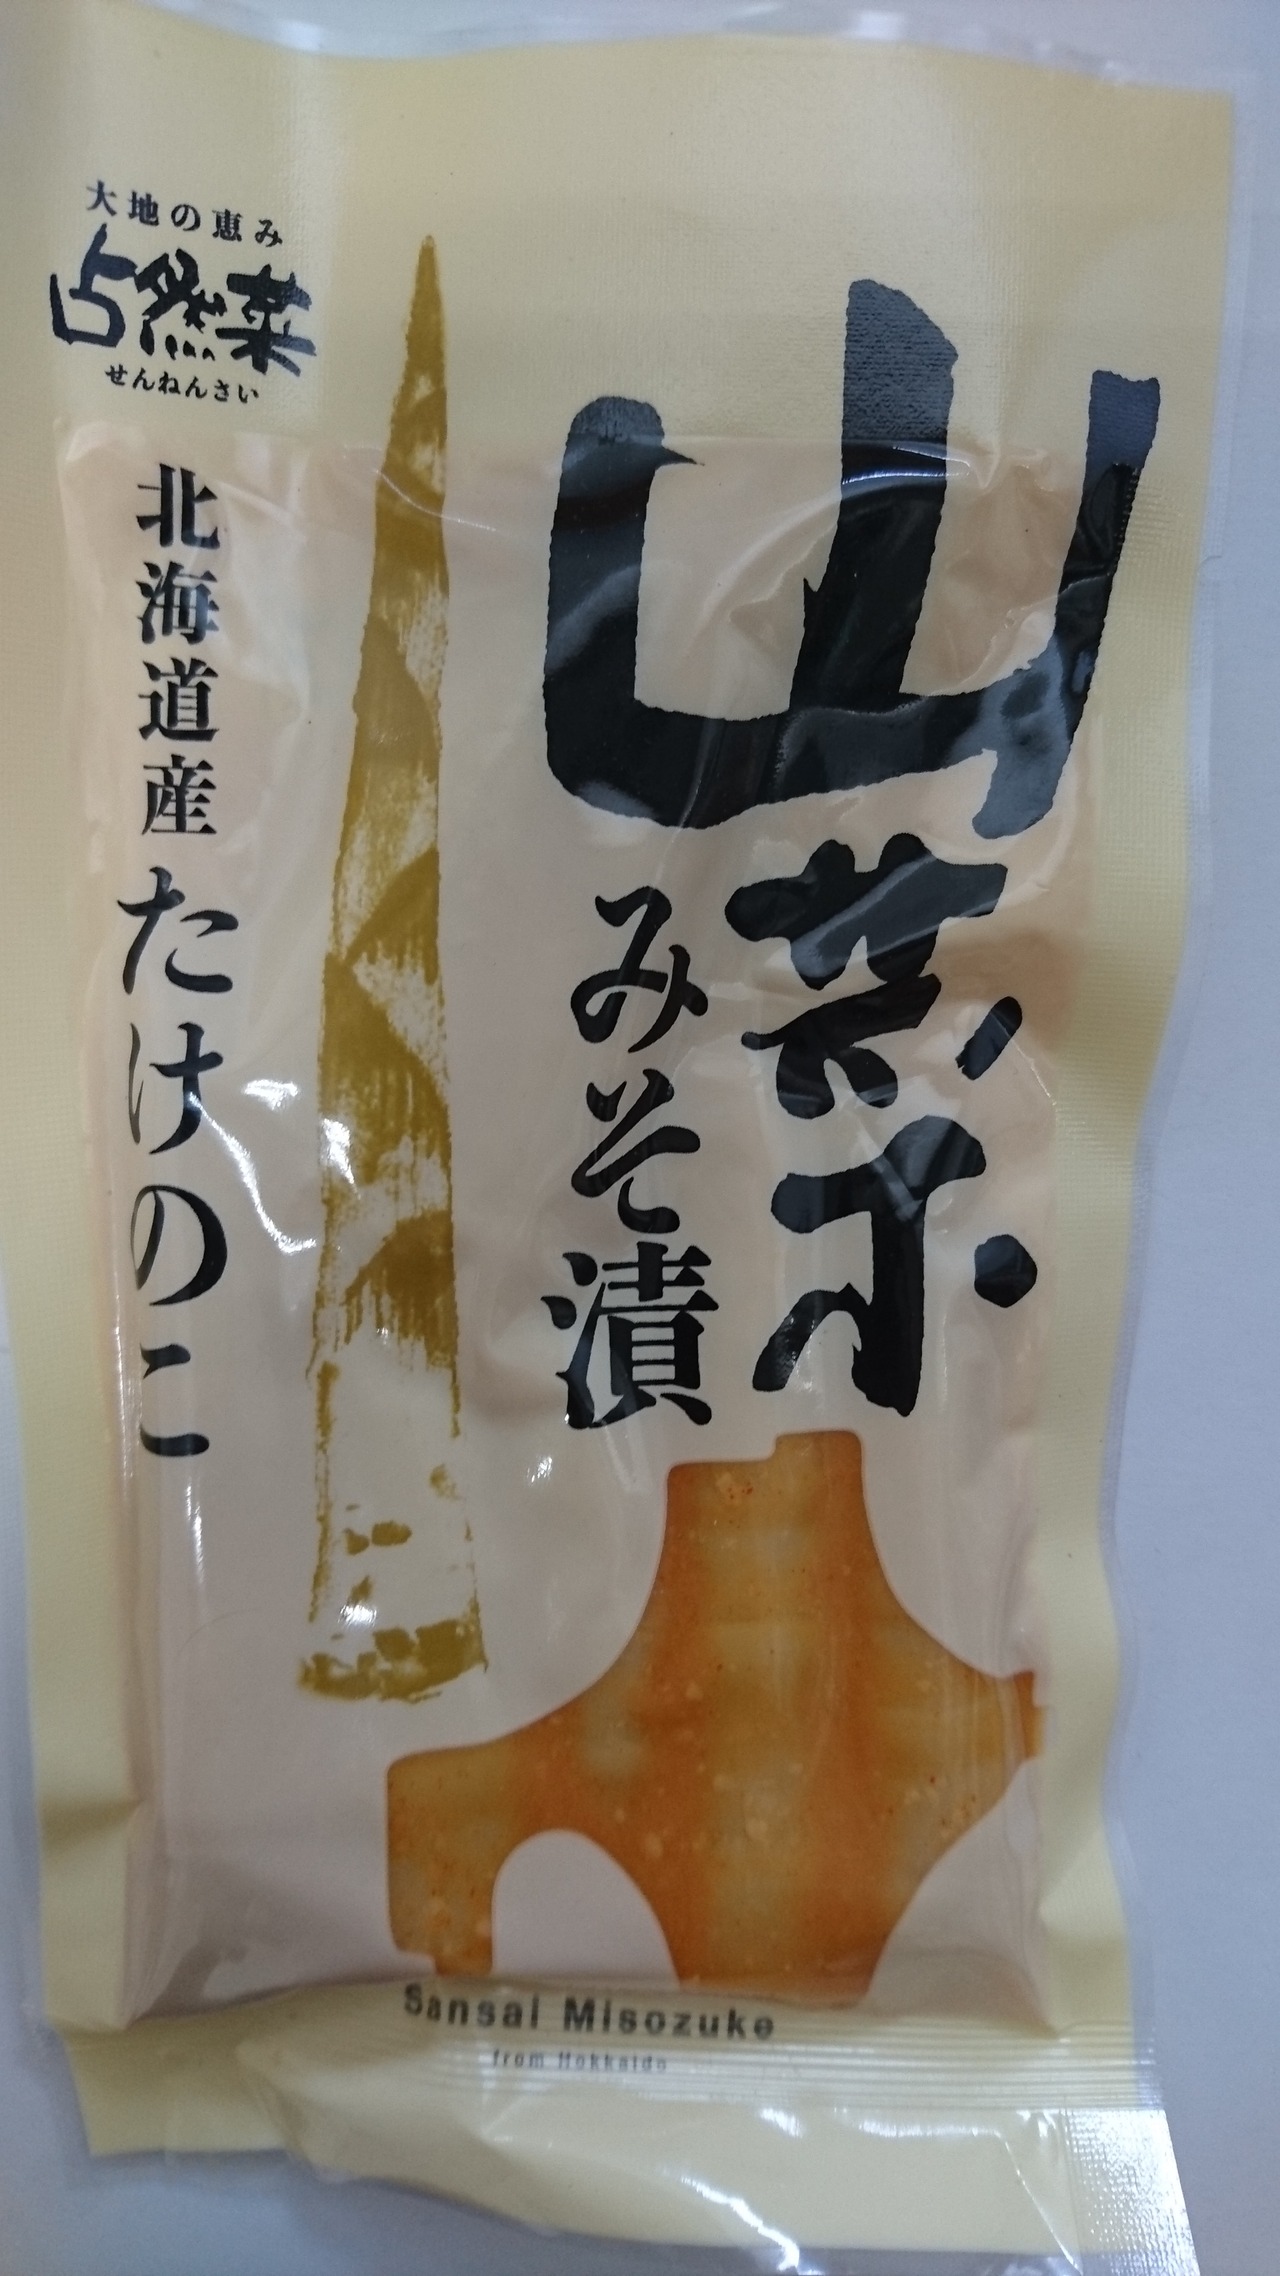 大地の恵み
占然菜
せんねんさい
山菜
みそ漬
北海道産たけのこ
Sansai Misozuke
from Hokkaido